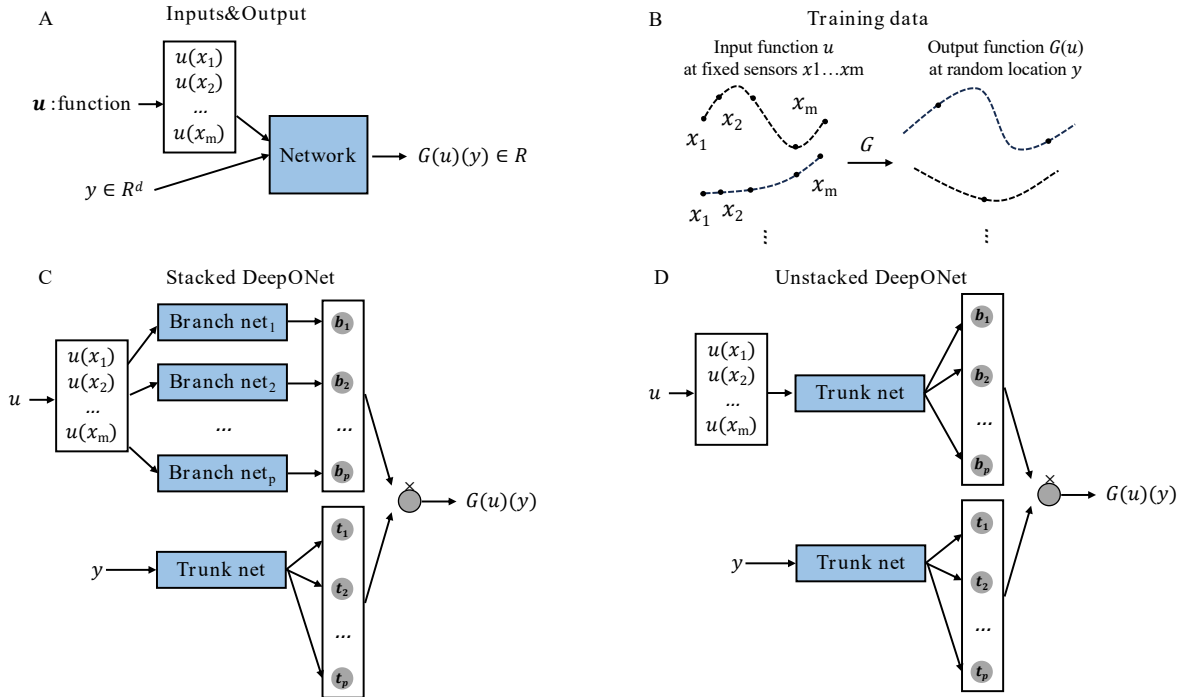 A
Inputs&Output
u(x₁)
u(x₂)
...
u(xₘ)
u :function
y ∈ Rᵈ
Network
G(u)(y) ∈ R
B
Training data
Input function u
at fixed sensors x1…xm
Output function G(u)
at random location y
x₁
x₂
xₘ
G
x₁
x₂
xₘ
⋮
⋮
C
Stacked DeepONet
u
u(x₁)
u(x₂)
...
u(xₘ)
Branch net₁
Branch net₂
...
Branch netₚ
b₁
b₂
...
bₚ
y
Trunk net
t₁
t₂
...
tₚ
×
G(u)(y)
D
Unstacked DeepONet
u
u(x₁)
u(x₂)
...
u(xₘ)
Trunk net
b₁
b₂
...
bₚ
y
Trunk net
t₁
t₂
...
tₚ
×
G(u)(y)